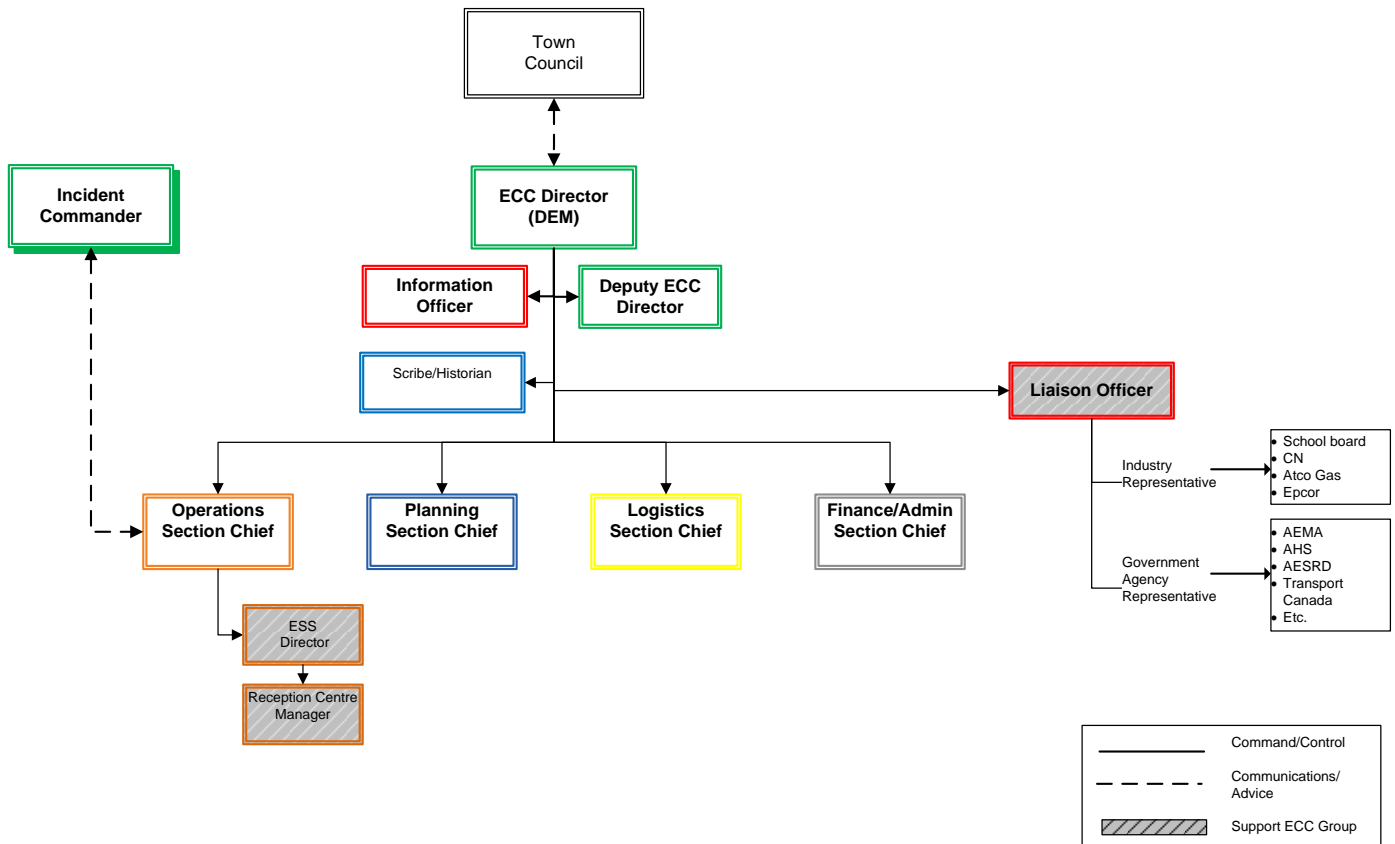 Town
Council
Incident
Commander
ECC Director
(DEM)
Information
Officer
Deputy ECC
Director
Scribe/Historian
Liaison Officer
Industry
Representative
• School board
• CN
• Atco Gas
• Epcor
Operations
Section Chief
Planning
Section Chief
Logistics
Section Chief
Finance/Admin
Section Chief
Government
Agency
Representative
• AEMA
• AHS
• AESRD
• Transport
Canada
• Etc.
ESS
Director
Reception Centre
Manager
Command/Control
Communications/
Advice
Support ECC Group